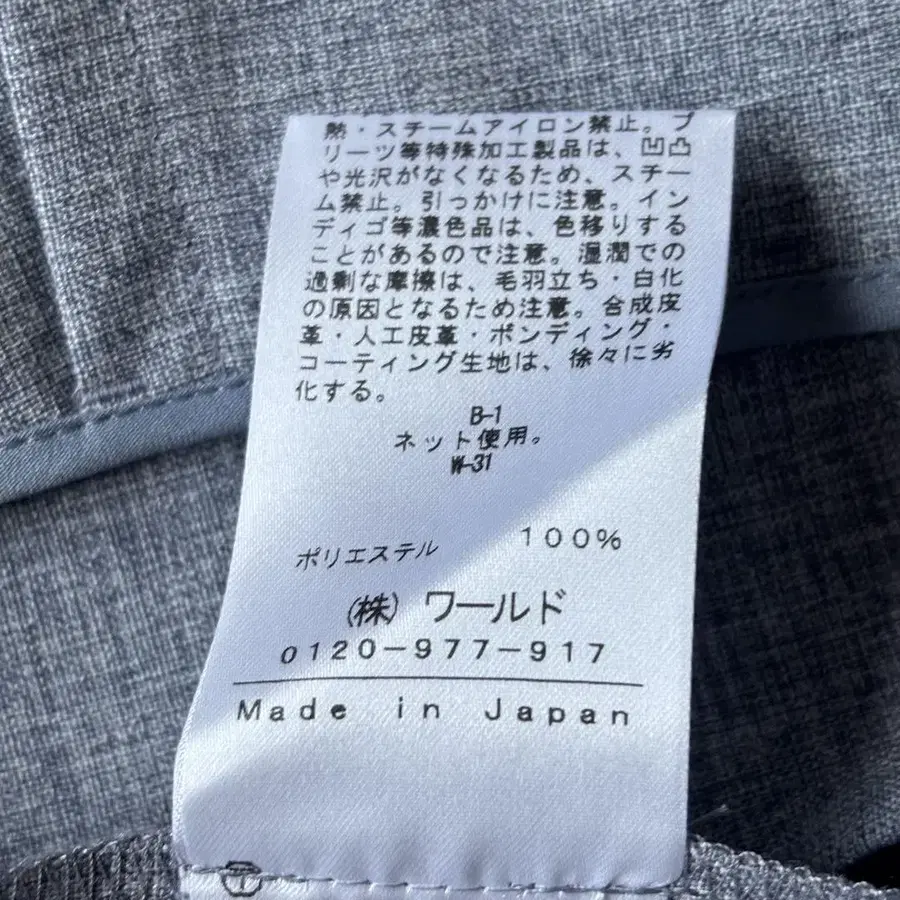 熱・スチームアイロン禁止。プ
リーツ等特殊加工製品は、凹凸
や光沢がなくなるため、スチー
ム禁止。引っかけに注意。イン
ディゴ等濃色品は、色移りする
ことがあるので注意。湿潤での
過剰な摩擦は、毛羽立ち・白化
の原因となるため注意。合成皮
革・人工皮革・ボンディング・
コーティング生地は、徐々に劣
化する。
B-1
ネット使用。
W-31
ポリエステル 100%
(株) ワールド
0120-977-917
Made in Japan